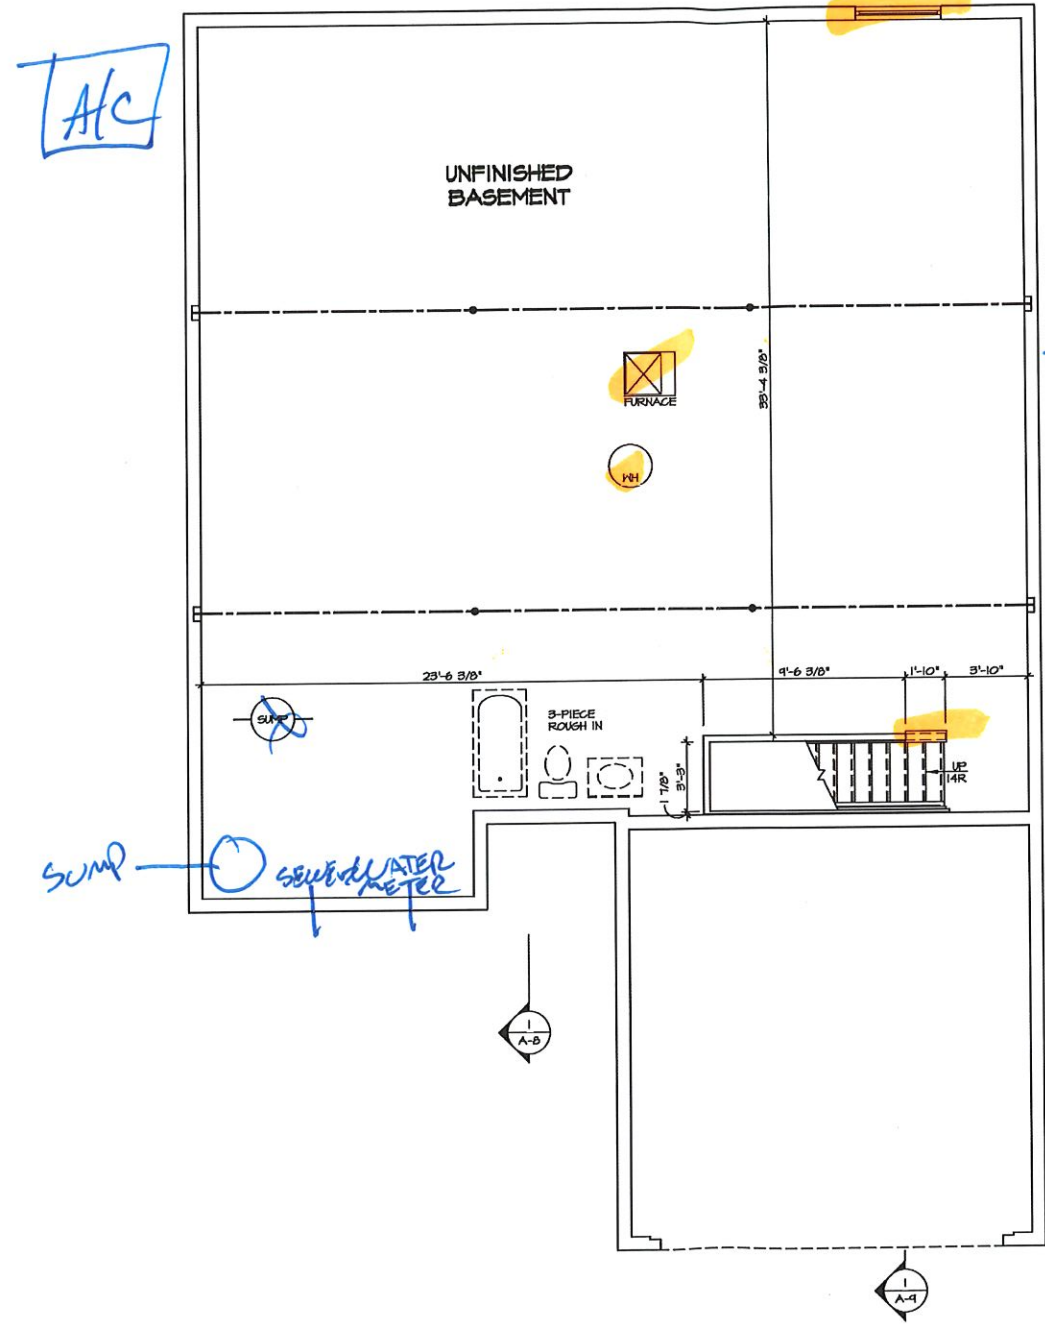 A/C
UNFINISHED
BASEMENT
FURNACE
33'-4 3/8"
WH
23'-6 3/8"
9'-6 3/8"
1'-10"
3'-10"
SUMP
3-PIECE
ROUGH IN
1 7/8"
3'-3"
UP
14R
SUMP
SEWER WATER
METER
1
A-8
1
A-9